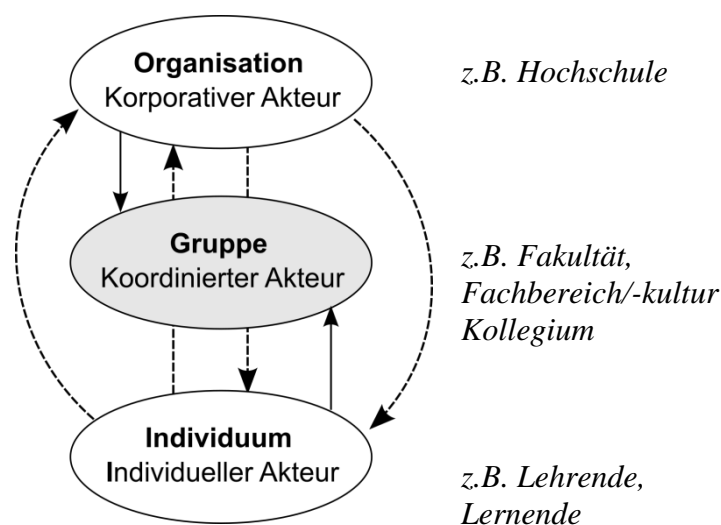 Organisation
Korporativer Akteur
z.B. Hochschule
Gruppe
Koordinierter Akteur
z.B. Fakultät,
Fachbereich/-kultur
Kollegium
Individuum
Individueller Akteur
z.B. Lehrende,
Lernende